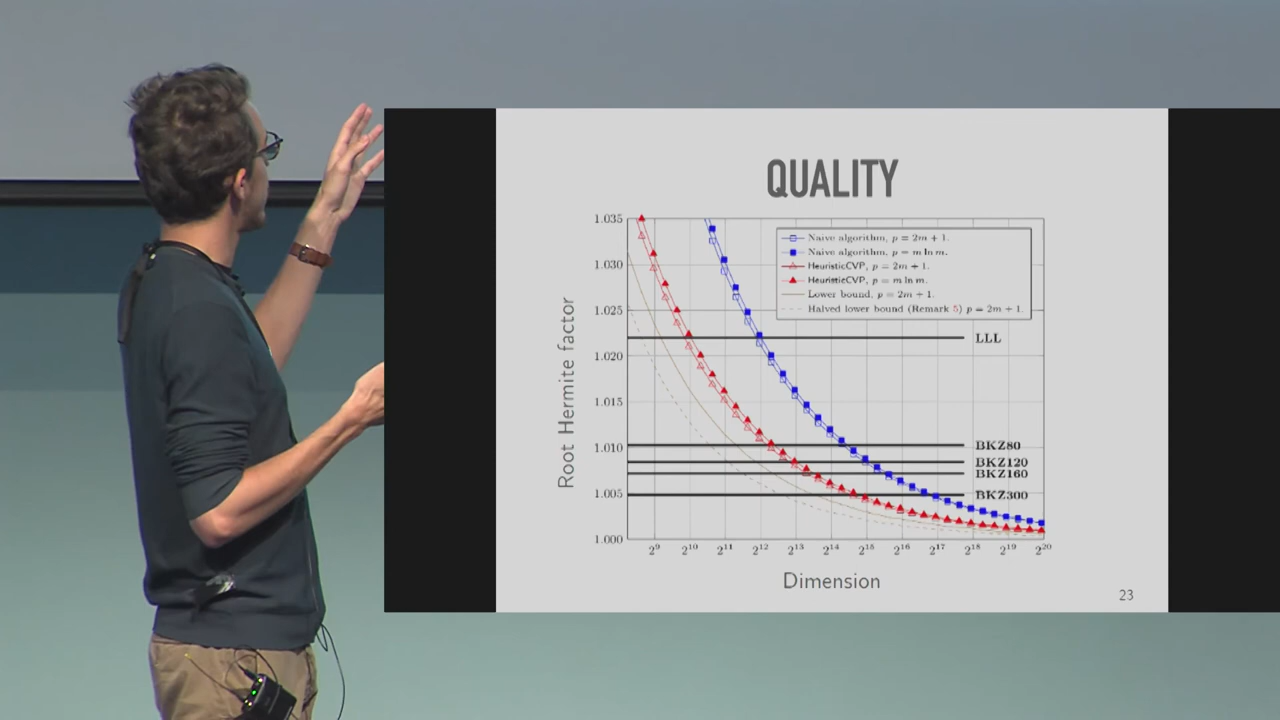 QUALITY
Root Hermite factor
1.035
1.030
1.025
1.020
1.015
1.010
1.005
1.000
Naive algorithm, p = 2m + 1.
Naive algorithm, p = m ln m.
HeuristicCVP, p = 2m + 1.
HeuristicCVP, p = m ln m.
Lower bound, p = 2m + 1.
Halved lower bound (Remark 5) p = 2m + 1.
LLL
BKZ80
BKZ120
BKZ160
BKZ300
2⁹ 2¹⁰ 2¹¹ 2¹² 2¹³ 2¹⁴ 2¹⁵ 2¹⁶ 2¹⁷ 2¹⁸ 2¹⁹ 2²⁰
Dimension
23